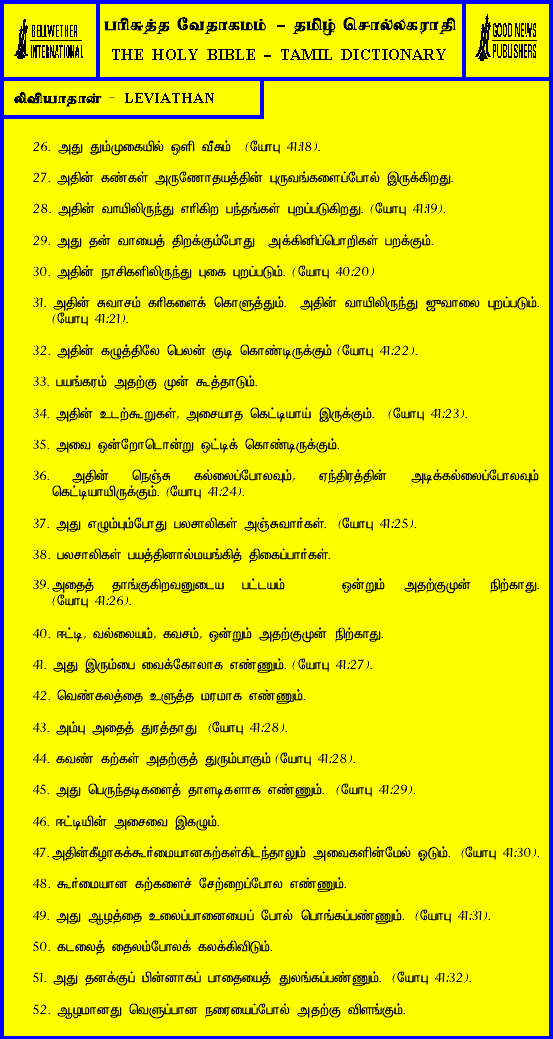 BELLWETHER
INTERNATIONAL
பரிசுத்த வேதாகமம் – தமிழ் சொல்லகராதி
THE HOLY BIBLE – TAMIL DICTIONARY
GOOD NEWS
PUBLISHERS
லிவியாதான் – LEVIATHAN
26. அது தும்முகையில் ஒளி வீசும் (யோபு 41:18).
27. அதின் கண்கள் அருணோதயத்தின் புருவங்களைப்போல் இருக்கிறது.
28. அதின் வாயிலிருந்து எரிகிற பந்தங்கள் புறப்படுகிறது. (யோபு 41:19).
29. அது தன் வாயைத் திறக்கும்போது அக்கினிப்பொறிகள் பறக்கும்.
30. அதின் நாசிகளிலிருந்து புகை புறப்படும். (யோபு 40:20)
31. அதின் சுவாசம் கரிகளைக் கொளுத்தும். அதின் வாயிலிருந்து ஜுவாலை புறப்படும்.
(யோபு 41:21).
32. அதின் கழுத்திலே பெலன் குடி கொண்டிருக்கும் (யோபு 41:22).
33. பயங்கரம் அதற்கு முன் கூத்தாடும்.
34. அதின் உடற்கூறுகள், அசையாத கெட்டியாய் இருக்கும். (யோபு 41:23).
35. அவை ஒன்றோடொன்று ஒட்டிக் கொண்டிருக்கும்.
36. அதின் நெஞ்சு கல்லைப்போலவும், ஏந்திரத்தின் அடிக்கல்லைப்போலவும்
கெட்டியாயிருக்கும். (யோபு 41:24).
37. அது எழும்பும்போது பலசாலிகள் அஞ்சுவார்கள். (யோபு 41:25).
38. பலசாலிகள் பயத்தினால்மயங்கித் திகைப்பார்கள்.
39. அதைத் தாங்குகிறவனுடைய பட்டயம் ஒன்றும் அதற்குமுன் நிற்காது.
(யோபு 41:26).
40. ஈட்டி, வல்லையம், கவசம், ஒன்றும் அதற்குமுன் நிற்காது.
41. அது இரும்பை வைக்கோலாக எண்ணும். (யோபு 41:27).
42. வெண்கலத்தை உளுத்த மரமாக எண்ணும்.
43. அம்பு அதைத் துரத்தாது (யோபு 41:28).
44. கவண் கற்கள் அதற்குத் துரும்பாகும் (யோபு 41:28).
45. அது பெருந்தடிகளைத் தாளடிகளாக எண்ணும். (யோபு 41:29).
46. ஈட்டியின் அசைவை இகழும்.
47. அதின்கீழாகக்கூர்மையானகற்கள்கிடந்தாலும் அவைகளின்மேல் ஓடும். (யோபு 41:30).
48. கூர்மையான கற்களைச் சேற்றைப்போல எண்ணும்.
49. அது ஆழத்தை உலைப்பானையைப் போல் பொங்கப்பண்ணும். (யோபு 41:31).
50. கடலைத் தைலம்போலக் கலக்கிவிடும்.
51. அது தனக்குப் பின்னாகப் பாதையைத் துலங்கப்பண்ணும். (யோபு 41:32).
52. ஆழமானது வெளுப்பான நரையைப்போல் அதற்கு விளங்கும்.